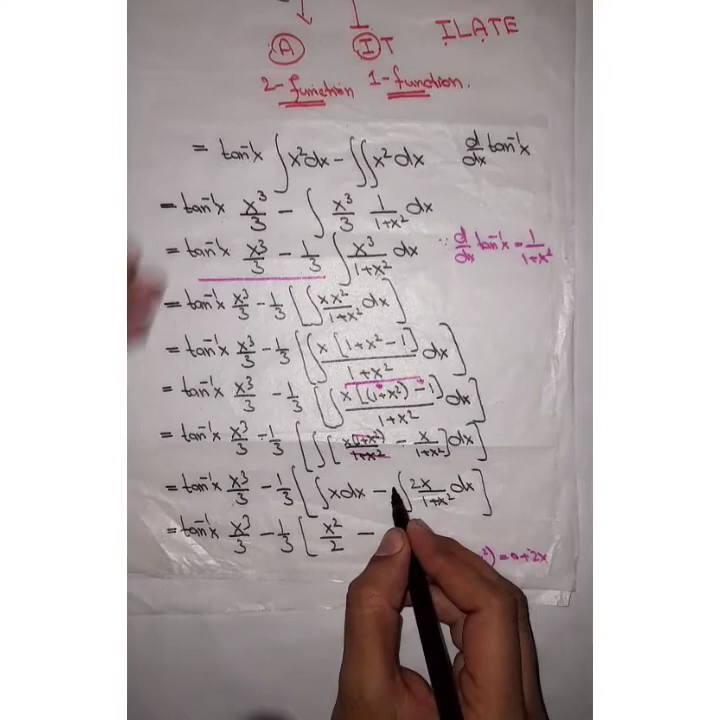 ILATE
A I T
2-function 1-function.
= tan⁻¹x ∫x²dx - ∫∫x²dx d/dx tan⁻¹x
= tan⁻¹x x³/3 - ∫ x³/3 1/1+x² dx
= tan⁻¹x x³/3 - 1/3 ∫ x³/1+x² dx ∵ d/dx tan⁻¹x = 1/1+x²
= tan⁻¹x x³/3 - 1/3 [∫ xx²/1+x² dx]
= tan⁻¹x x³/3 - 1/3 [∫ x[1+x²-1]/1+x² dx]
= tan⁻¹x x³/3 - 1/3 [∫ x[(1+x²)-1]/1+x² dx]
= tan⁻¹x x³/3 - 1/3 [∫[x(1+x²)/1+x² - x/1+x²]dx]
= tan⁻¹x x³/3 - 1/3 [∫xdx - ∫ 2x/1+x² dx]
= tan⁻¹x x³/3 - 1/3 [x²/2 -
²) = 0+2x